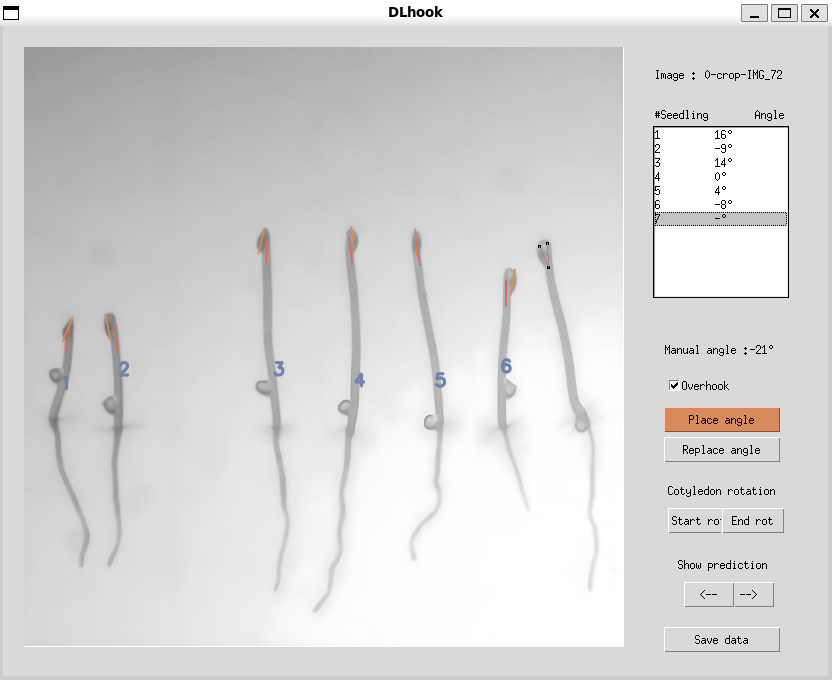 DLhook
Image : 0-crop-IMG_72
#Seedling Angle
1 16°
2 -9°
3 14°
4 0°
5 4°
6 -8°
7 -°
1
2
3
4
5
6
Manual angle :-21°
Overhook
Place angle
Replace angle
Cotyledon rotation
Start ro End rot
Show prediction
<-- -->
Save data